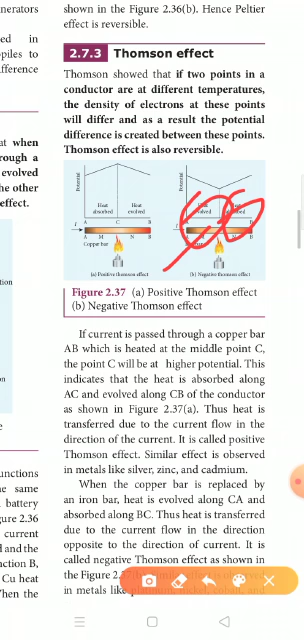 nerators
ed in
opiles to
ifference
at when
rough a
evolved
he other
effect.
tion
on
e
unctions
ne same
battery
gure 2.36
current
d and the
nction B,
Cu heat
When the
shown in the Figure 2.36(b). Hence Peltier
effect is reversible.
2.7.3 Thomson effect
Thomson showed that if two points in a
conductor are at different temperatures,
the density of electrons at these points
will differ and as a result the potential
difference is created between these points.
Thomson effect is also reversible.
Potential
Heat absorbed
Heat evolved
A C B
I
A M N B
Copper bar
(a) Positive thomson effect
Potential
(b) Negative thomson effect
Figure 2.37 (a) Positive Thomson effect
(b) Negative Thomson effect
If current is passed through a copper bar
AB which is heated at the middle point C,
the point C will be at higher potential. This
indicates that the heat is absorbed along
AC and evolved along CB of the conductor
as shown in Figure 2.37(a). Thus heat is
transferred due to the current flow in the
direction of the current. It is called positive
Thomson effect. Similar effect is observed
in metals like silver, zinc, and cadmium.
When the copper bar is replaced by
an iron bar, heat is evolved along CA and
absorbed along BC. Thus heat is transferred
due to the current flow in the direction
opposite to the direction of current. It is
called negative Thomson effect as shown in
the Figure 2
in metals like